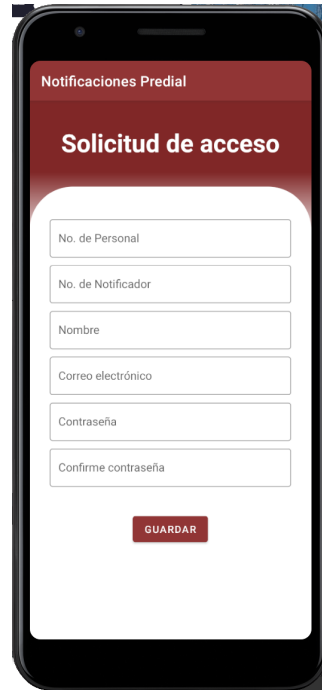 Notificaciones Predial
Solicitud de acceso
No. de Personal
No. de Notificador
Nombre
Correo electrónico
Contraseña
Confirme contraseña
GUARDAR